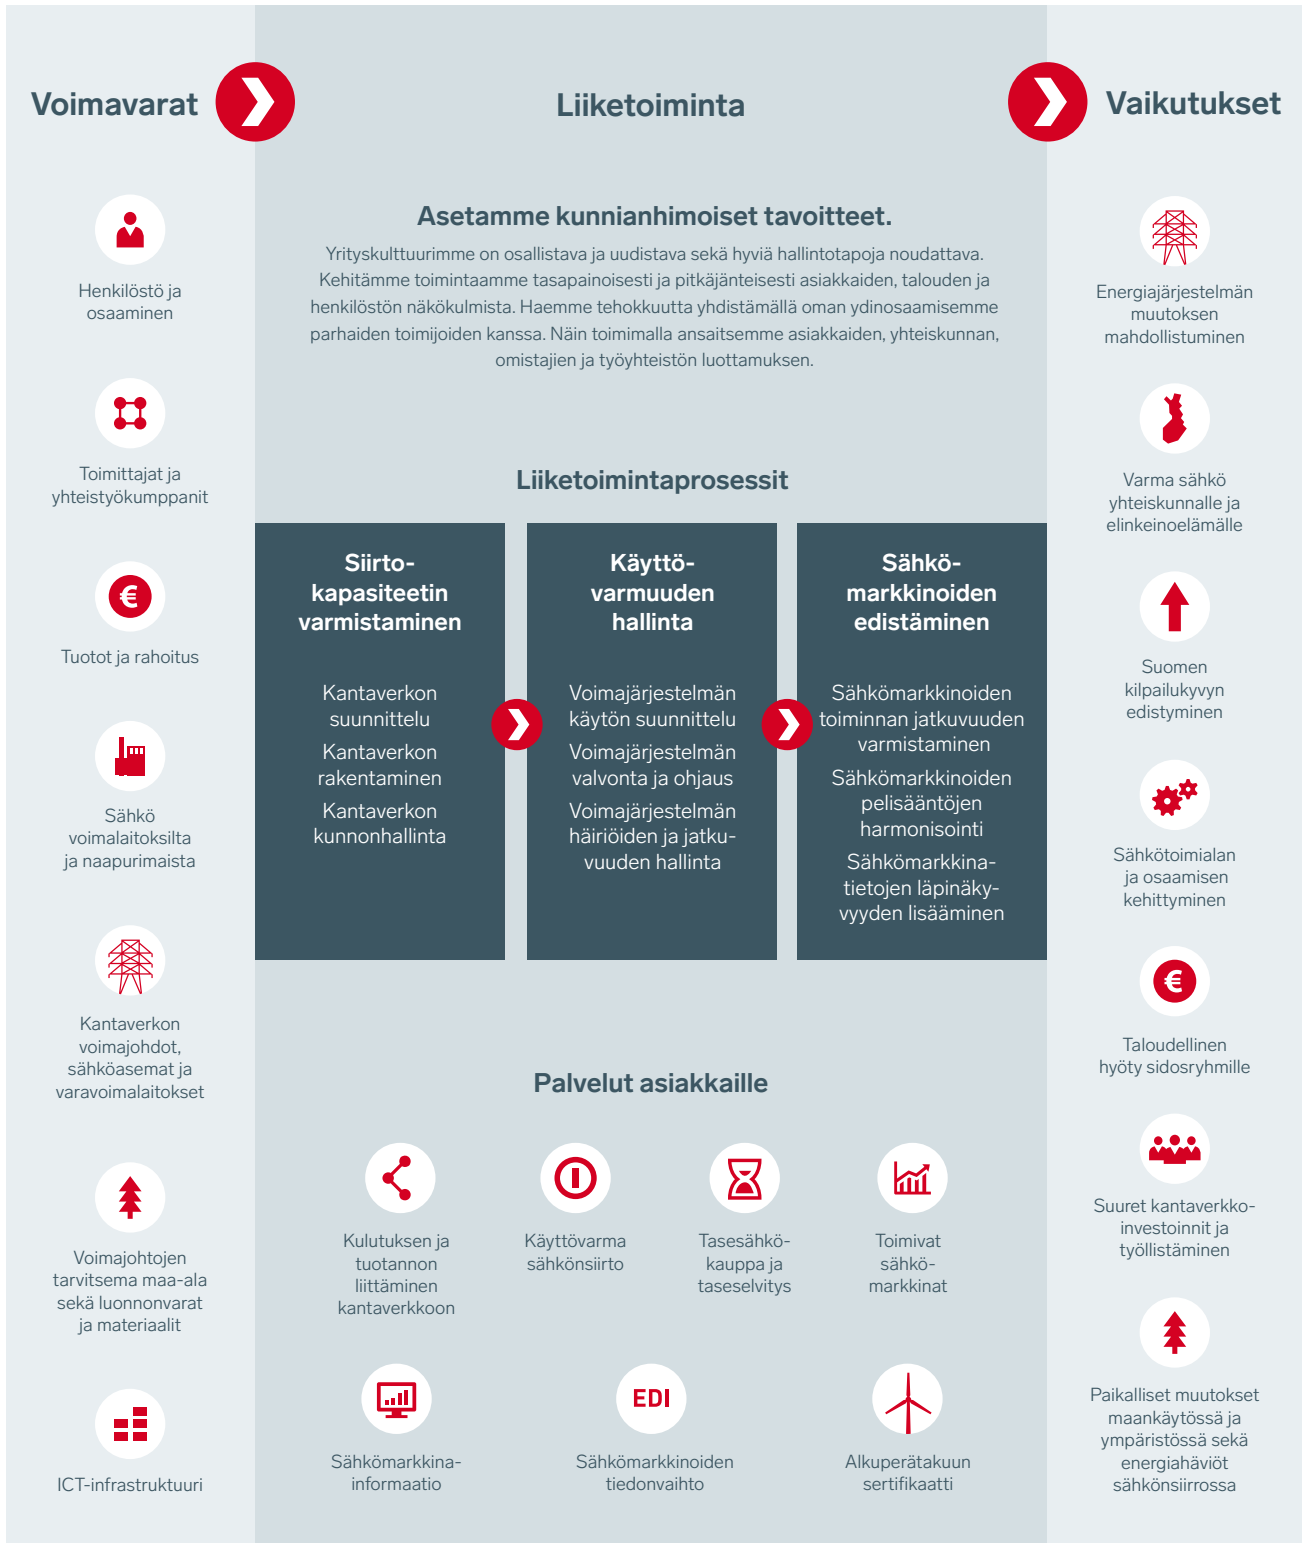 Voimavarat
Henkilöstö ja
osaaminen
Toimittajat ja
yhteistyökumppanit
€
Tuotot ja rahoitus
Sähkö
voimalaitoksilta
ja naapurimaista
Kantaverkon
voimajohdot,
sähköasemat ja
varavoimalaitokset
Voimajohtojen
tarvitsema maa-ala
sekä luonnonvarat
ja materiaalit
ICT-infrastruktuuri
Liiketoiminta
Asetamme kunnianhimoiset tavoitteet.
Yrityskulttuurimme on osallistava ja uudistava sekä hyviä hallintotapoja noudattava.
Kehitämme toimintaamme tasapainoisesti ja pitkäjänteisesti asiakkaiden, talouden ja
henkilöstön näkökulmista. Haemme tehokkuutta yhdistämällä oman ydinosaamisemme
parhaiden toimijoiden kanssa. Näin toimimalla ansaitsemme asiakkaiden, yhteiskunnan,
omistajien ja työyhteistön luottamuksen.
Liiketoimintaprosessit
Siirto-
kapasiteetin
varmistaminen
Kantaverkon
suunnittelu
Kantaverkon
rakentaminen
Kantaverkon
kunnonhallinta
Käyttö-
varmuuden
hallinta
Voimajärjestelmän
käytön suunnittelu
Voimajärjestelmän
valvonta ja ohjaus
Voimajärjestelmän
häiriöiden ja jatku-
vuuden hallinta
Sähkö-
markkinoiden
edistäminen
Sähkömarkkinoiden
toiminnan jatkuvuuden
varmistaminen
Sähkömarkkinoiden
pelisääntöjen
harmonisointi
Sähkömarkkina-
tietojen läpinäky-
vyyden lisääminen
Palvelut asiakkaille
Kulutuksen ja
tuotannon
liittäminen
kantaverkkoon
Käyttövarma
sähkönsiirto
Tasesähkö-
kauppa ja
taseselvitys
Toimivat
sähkö-
markkinat
Sähkömarkkina-
informaatio
EDI
Sähkömarkkinoiden
tiedonvaihto
Alkuperätakuun
sertifikaatti
Vaikutukset
Energiajärjestelmän
muutoksen
mahdollistuminen
Varma sähkö
yhteiskunnalle ja
elinkeinoelämälle
Suomen
kilpailukyvyn
edistyminen
Sähkötoimialan
ja osaamisen
kehittyminen
€
Taloudellinen
hyöty sidosryhmille
Suuret kantaverkko-
investoinnit ja
työllistäminen
Paikalliset muutokset
maankäytössä ja
ympäristössä sekä
energiahäviöt
sähkönsiirrossa